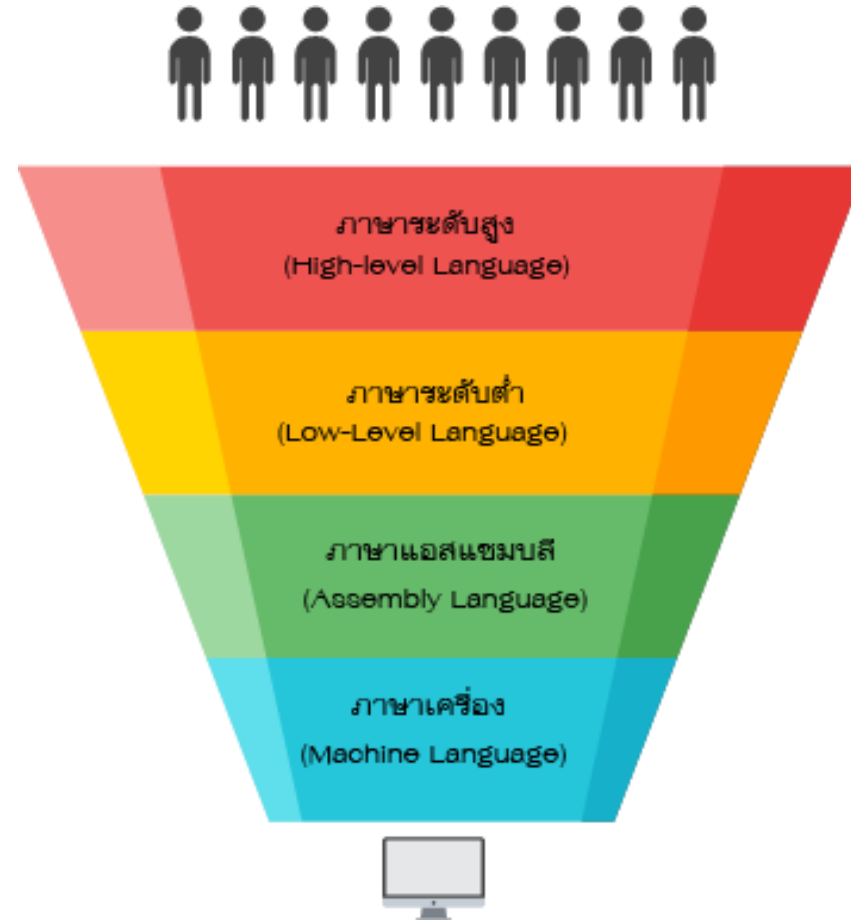 ภาษาระดับสูง
(High-level Language)
ภาษาระดับต่ำ
(Low-Level Language)
ภาษาแอสแซมบลี
(Assembly Language)
ภาษาเครื่อง
(Machine Language)